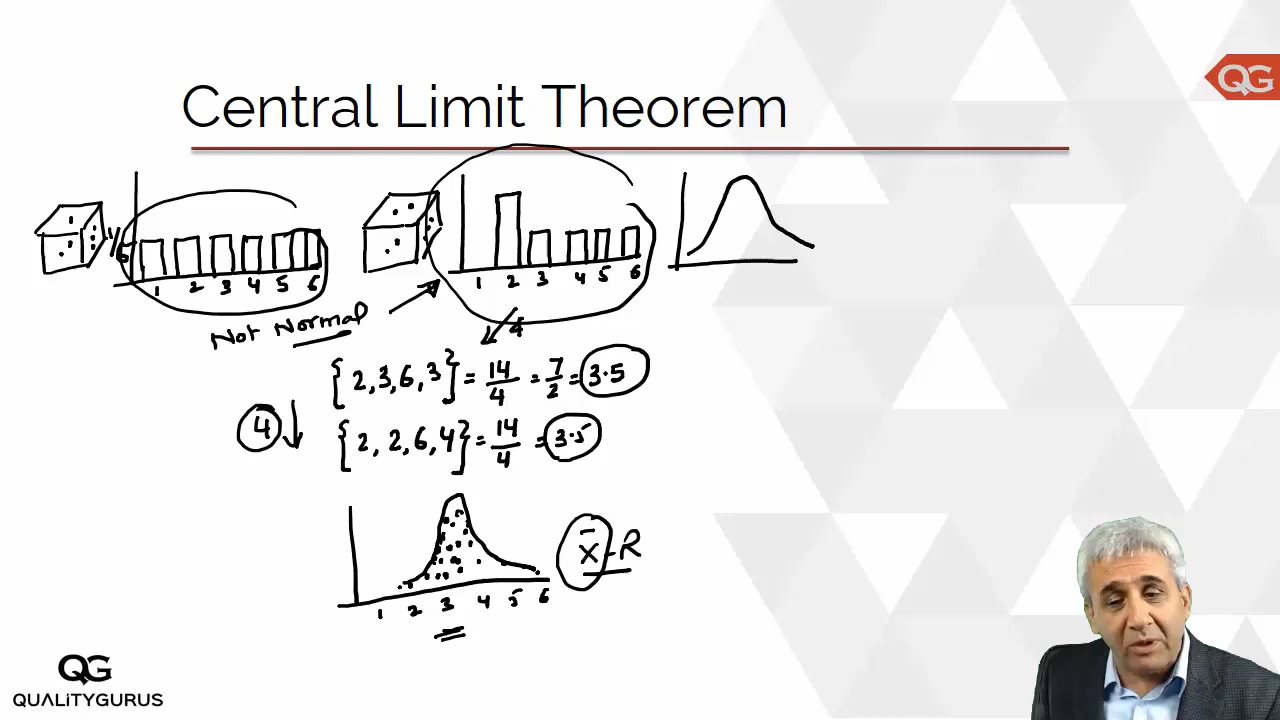 QG
Central Limit Theorem
1/6
1 2 3 4 5 6
1 2 3 4 5 6
Not Normal
4
{2,3,6,3} = 14/4 = 7/2 = 3.5
4
{2, 2, 6, 4} = 14/4 = 3.5
X̄-R
1 2 3 4 5 6
QG
QUALiTYGURUS